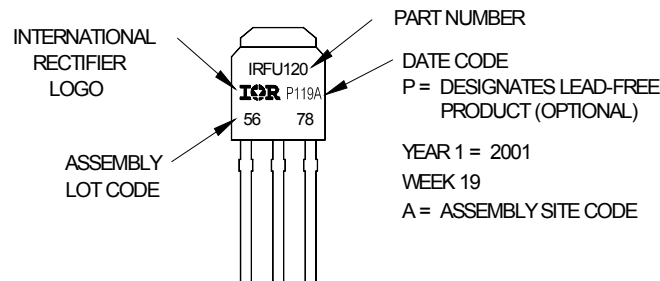 INTERNATIONAL
RECTIFIER
LOGO
ASSEMBLY
LOT CODE
IRFU120
IOR P119A
56 78
PART NUMBER
DATE CODE
P = DESIGNATES LEAD-FREE
PRODUCT (OPTIONAL)
YEAR 1 = 2001
WEEK 19
A = ASSEMBLY SITE CODE